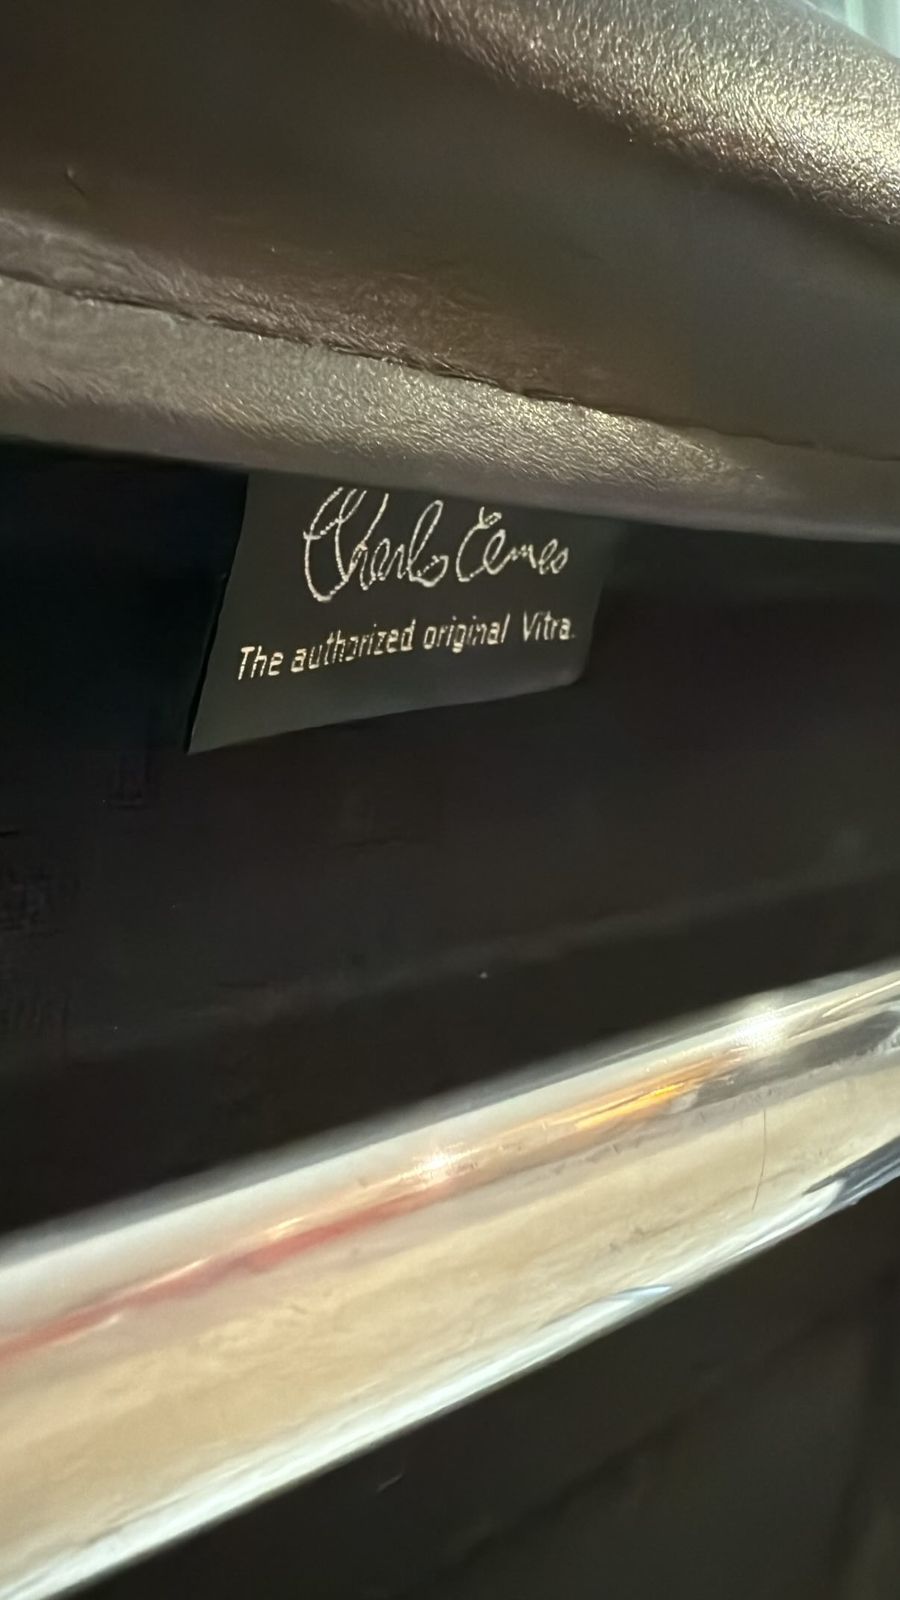 Charles Eames
The authorized original Vitra.